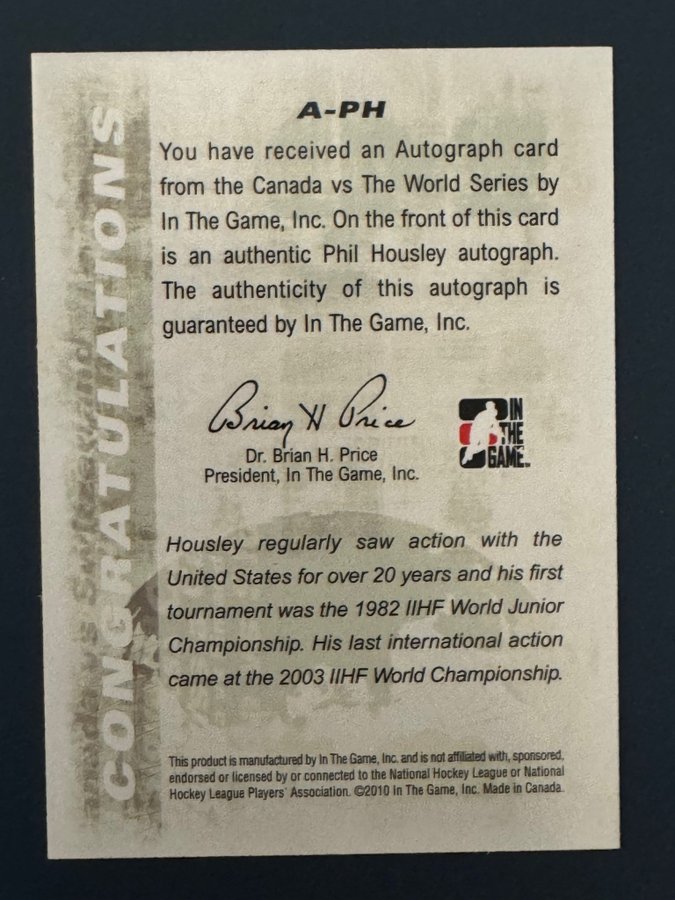 A-PH
You have received an Autograph card
from the Canada vs The World Series by
In The Game, Inc. On the front of this card
is an authentic Phil Housley autograph.
The authenticity of this autograph is
guaranteed by In The Game, Inc.
Brian H Price
Dr. Brian H. Price
President, In The Game, Inc.
IN
THE
GAME.
Housley regularly saw action with the
United States for over 20 years and his first
tournament was the 1982 IIHF World Junior
Championship. His last international action
came at the 2003 IIHF World Championship.
This product is manufactured by In The Game, Inc. and is not affiliated with, sponsored,
endorsed or licensed by or connected to the National Hockey League or National
Hockey League Players' Association. ©2010 In The Game, Inc. Made in Canada.
CONGRATULATIONS
vs Switzerland